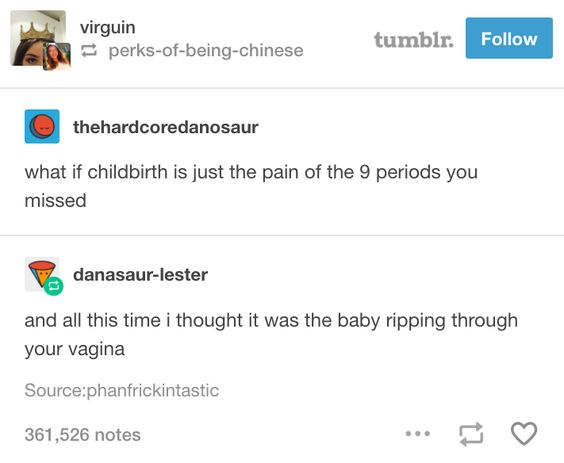 virguin
perks-of-being-chinese
tumblr.
Follow
thehardcoredanosaur
what if childbirth is just the pain of the 9 periods you
missed
danasaur-lester
and all this time i thought it was the baby ripping through
your vagina
Source:phanfrickintastic
361,526 notes